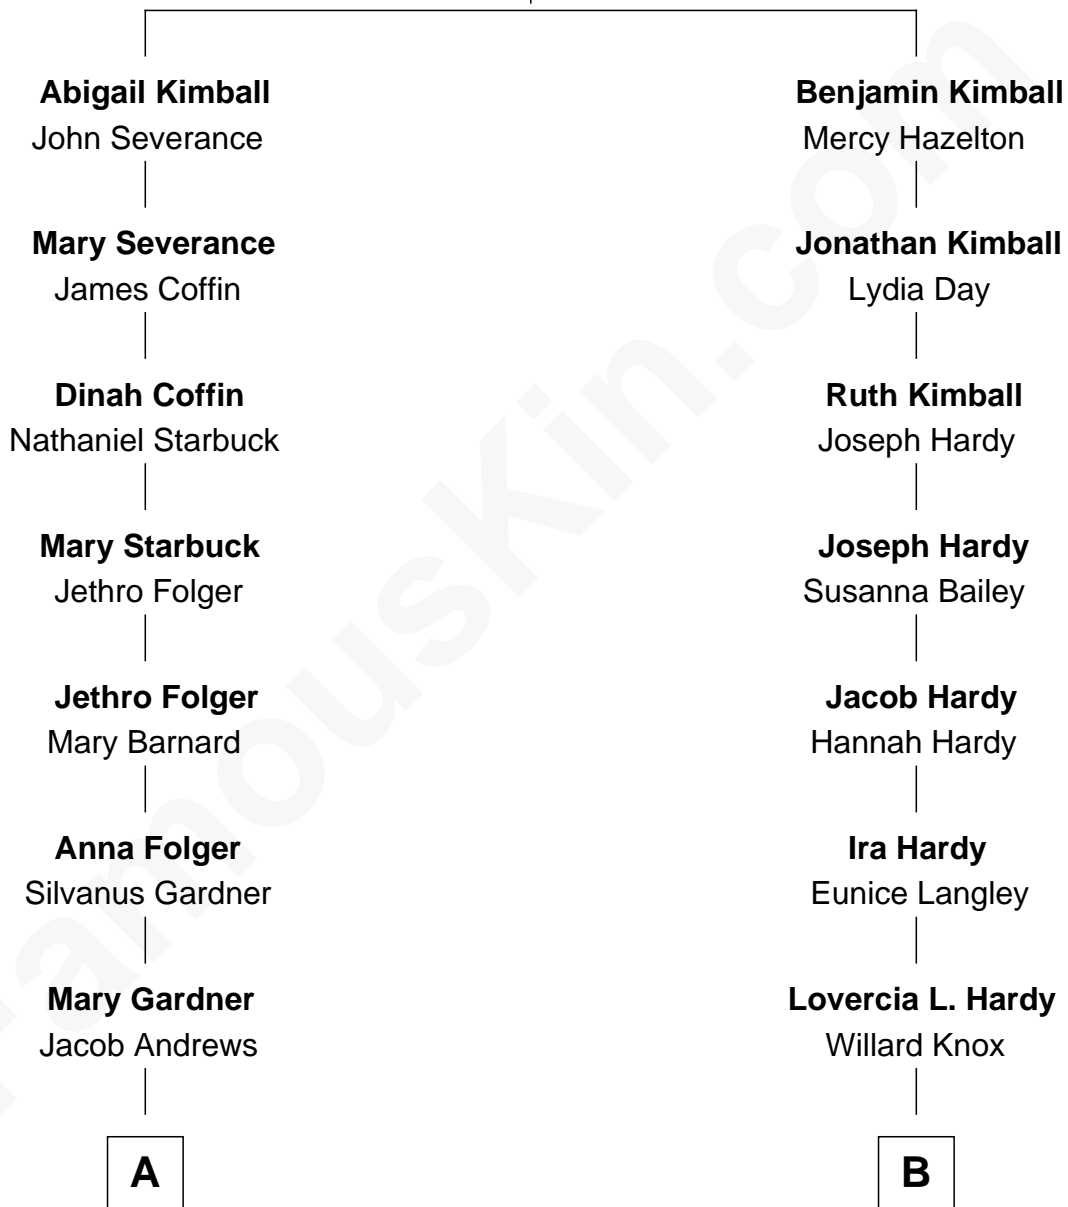 Abigail Kimball
John Severance
Mary Severance
James Coffin
Dinah Coffin
Nathaniel Starbuck
Mary Starbuck
Jethro Folger
Jethro Folger
Mary Barnard
Anna Folger
Silvanus Gardner
Mary Gardner
Jacob Andrews
A
Benjamin Kimball
Mercy Hazelton
Jonathan Kimball
Lydia Day
Ruth Kimball
Joseph Hardy
Joseph Hardy
Susanna Bailey
Jacob Hardy
Hannah Hardy
Ira Hardy
Eunice Langley
Lovercia L. Hardy
Willard Knox
B
FamousKin.com